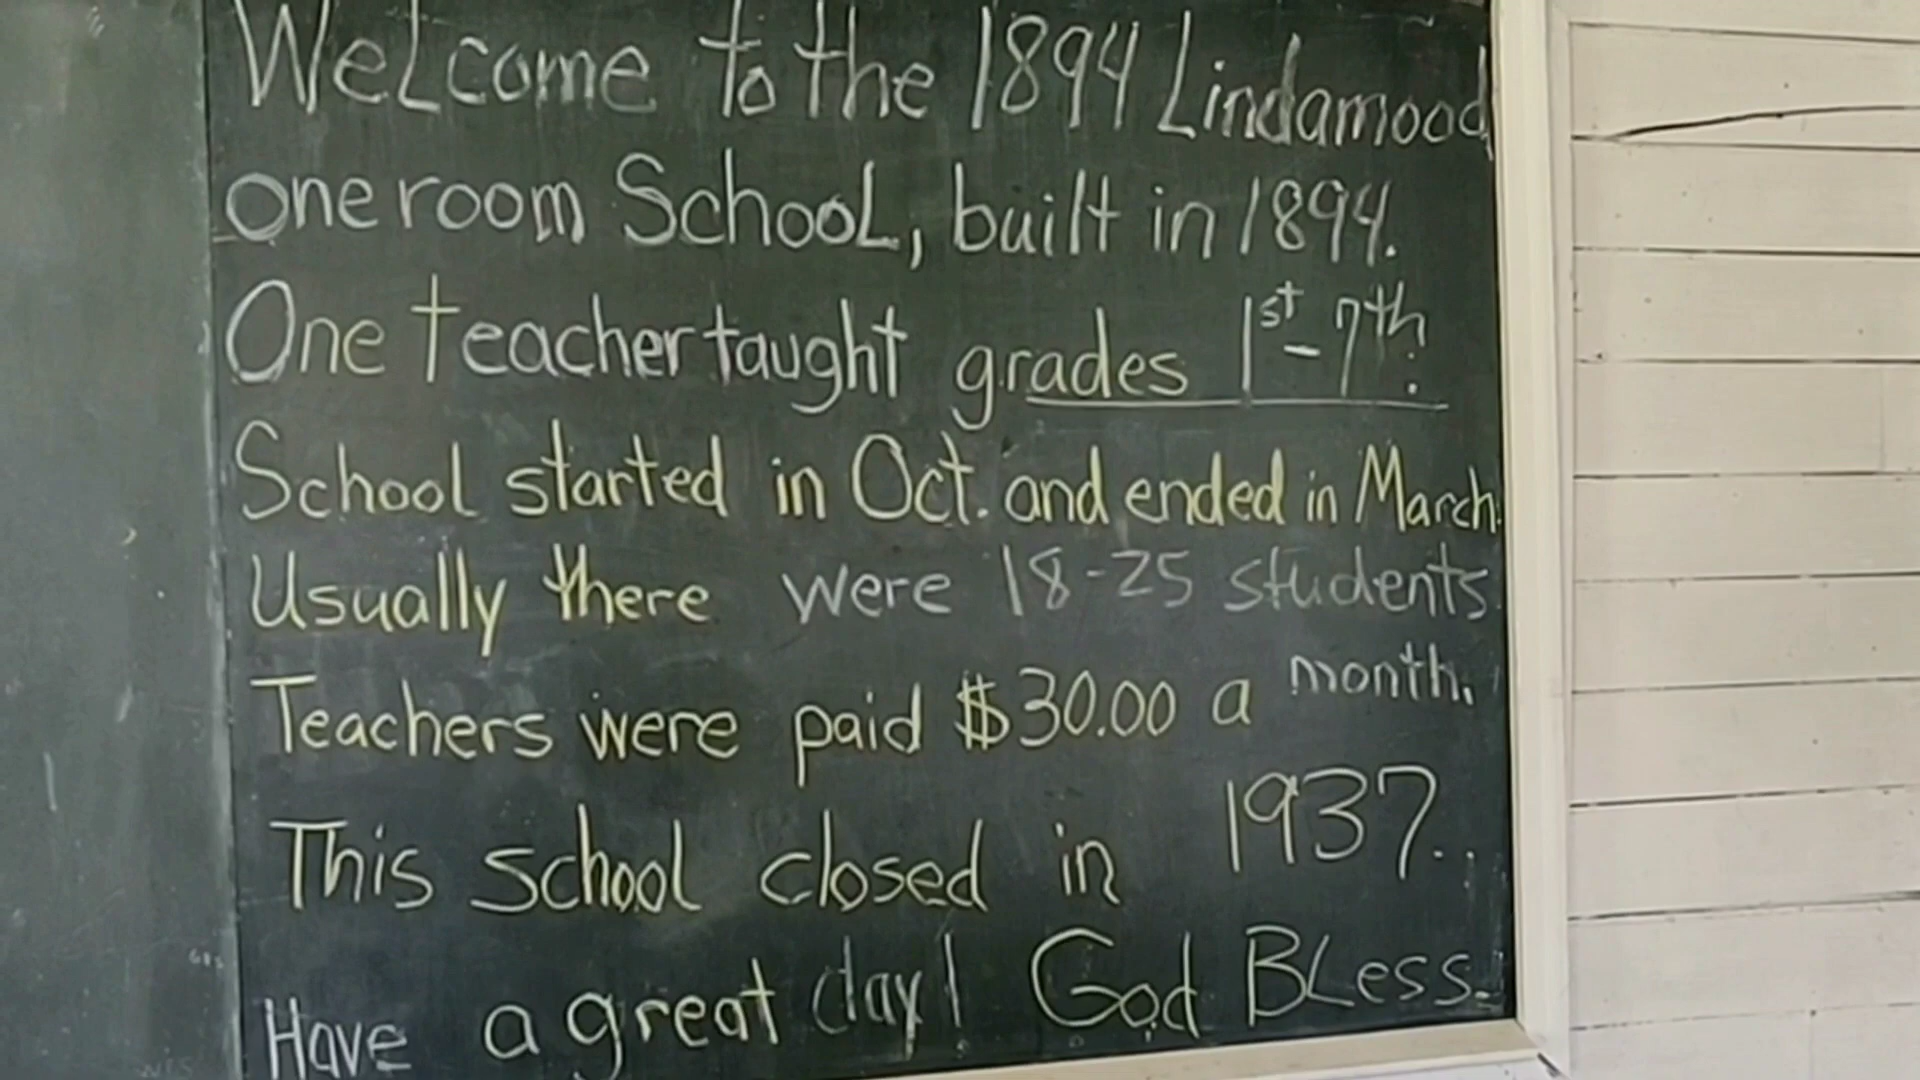 Welcome to the 1894 Lindamood
one room School, built in 1894.
One teacher taught grades 1st - 7th.
School started in Oct. and ended in March.
Usually there were 18-25 students.
Teachers were paid $30.00 a month.
This school closed in 1937.
Have a great day! God BLess.